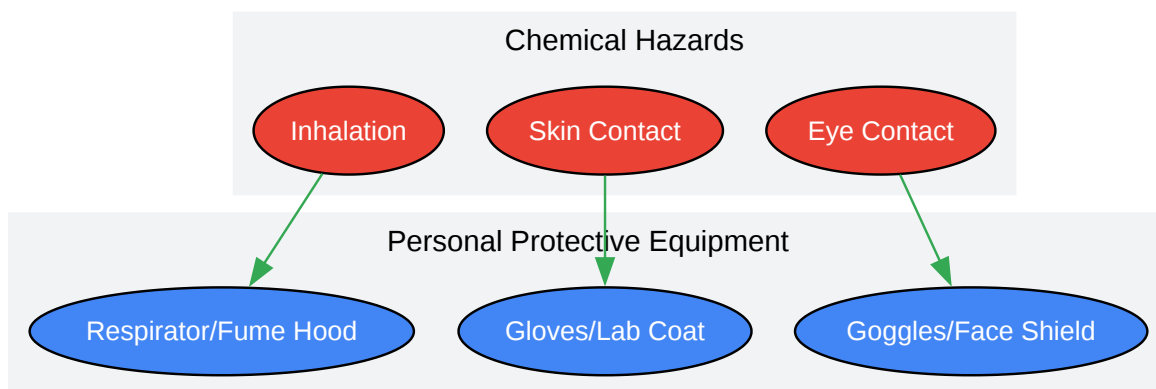 Chemical Hazards
Inhalation
Skin Contact
Eye Contact
Personal Protective Equipment
Respirator/Fume Hood
Gloves/Lab Coat
Goggles/Face Shield